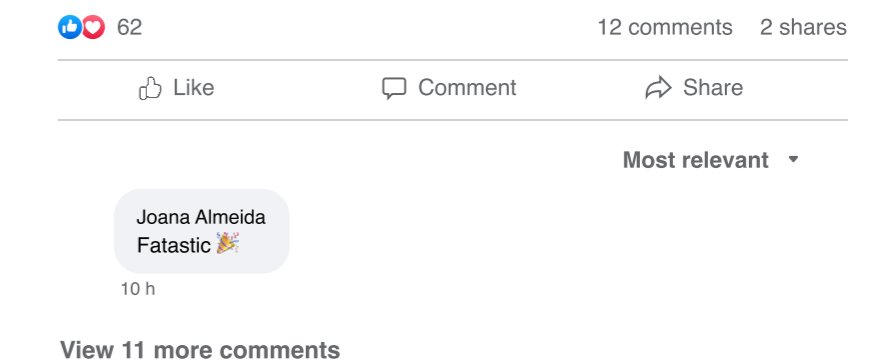 62 12 comments 2 shares
Like Comment Share
Most relevant
Joana Almeida
Fatastic 🎉
10 h
View 11 more comments